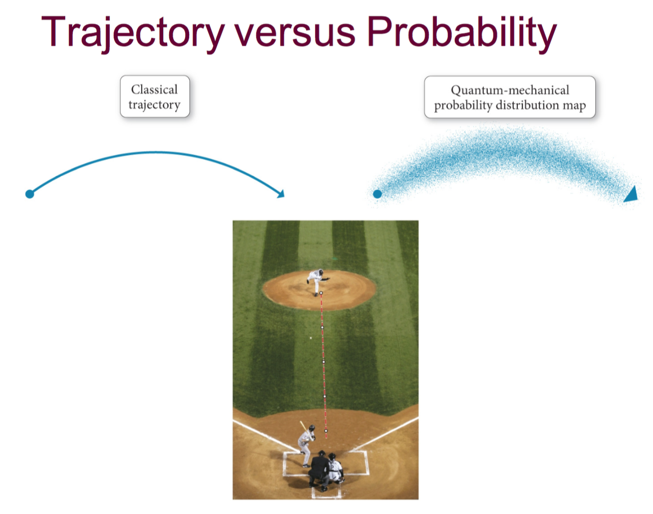 Trajectory versus Probability
Classical
trajectory
Quantum-mechanical
probability distribution map